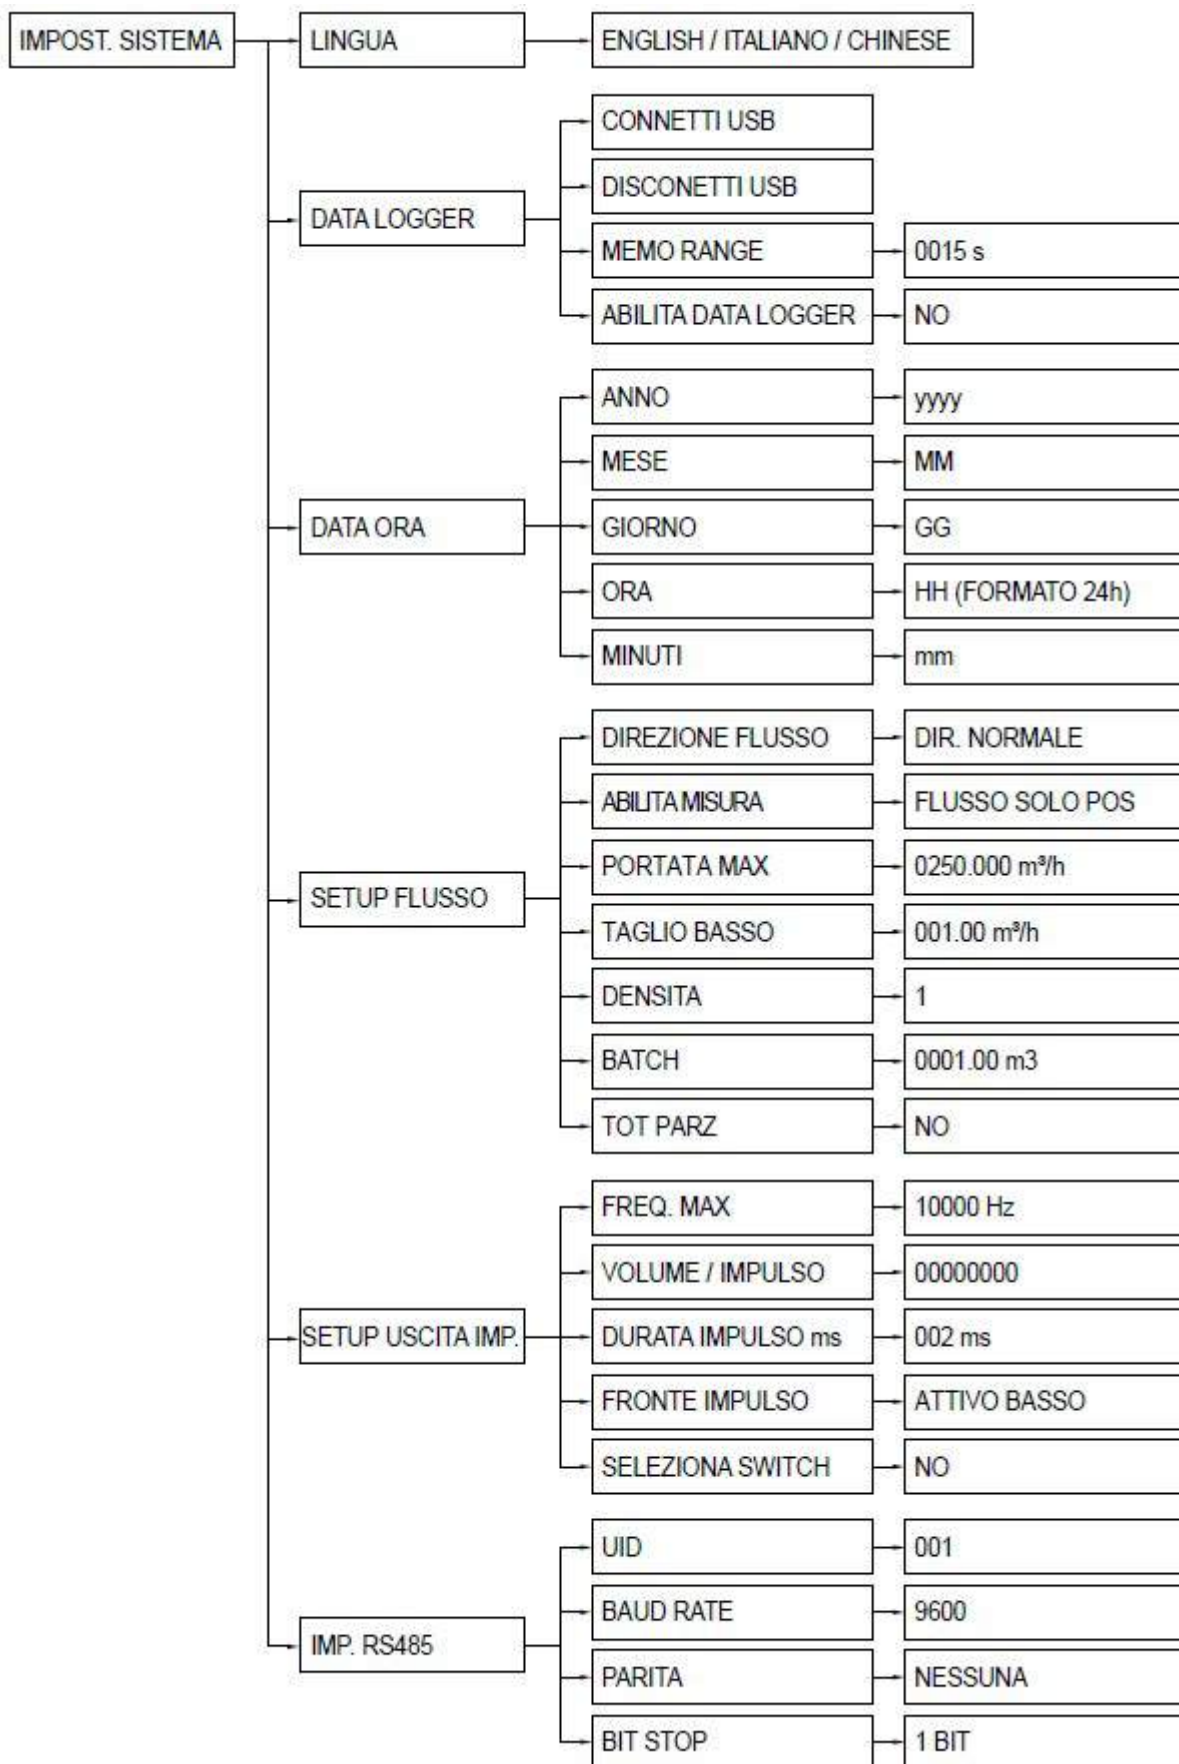 IMPOST. SISTEMA
LINGUA
ENGLISH / ITALIANO / CHINESE
DATA LOGGER
CONNETTI USB
DISCONETTI USB
MEMO RANGE
0015 s
ABILITA DATA LOGGER
NO
DATA ORA
ANNO
yyyy
MESE
MM
GIORNO
GG
ORA
HH (FORMATO 24h)
MINUTI
mm
SETUP FLUSSO
DIREZIONE FLUSSO
DIR. NORMALE
ABILITA MISURA
FLUSSO SOLO POS
PORTATA MAX
0250.000 m³/h
TAGLIO BASSO
001.00 m³/h
DENSITA
1
BATCH
0001.00 m3
TOT PARZ
NO
SETUP USCITA IMP.
FREQ. MAX
10000 Hz
VOLUME / IMPULSO
00000000
DURATA IMPULSO ms
002 ms
FRONTE IMPULSO
ATTIVO BASSO
SELEZIONA SWITCH
NO
IMP. RS485
UID
001
BAUD RATE
9600
PARITA
NESSUNA
BIT STOP
1 BIT